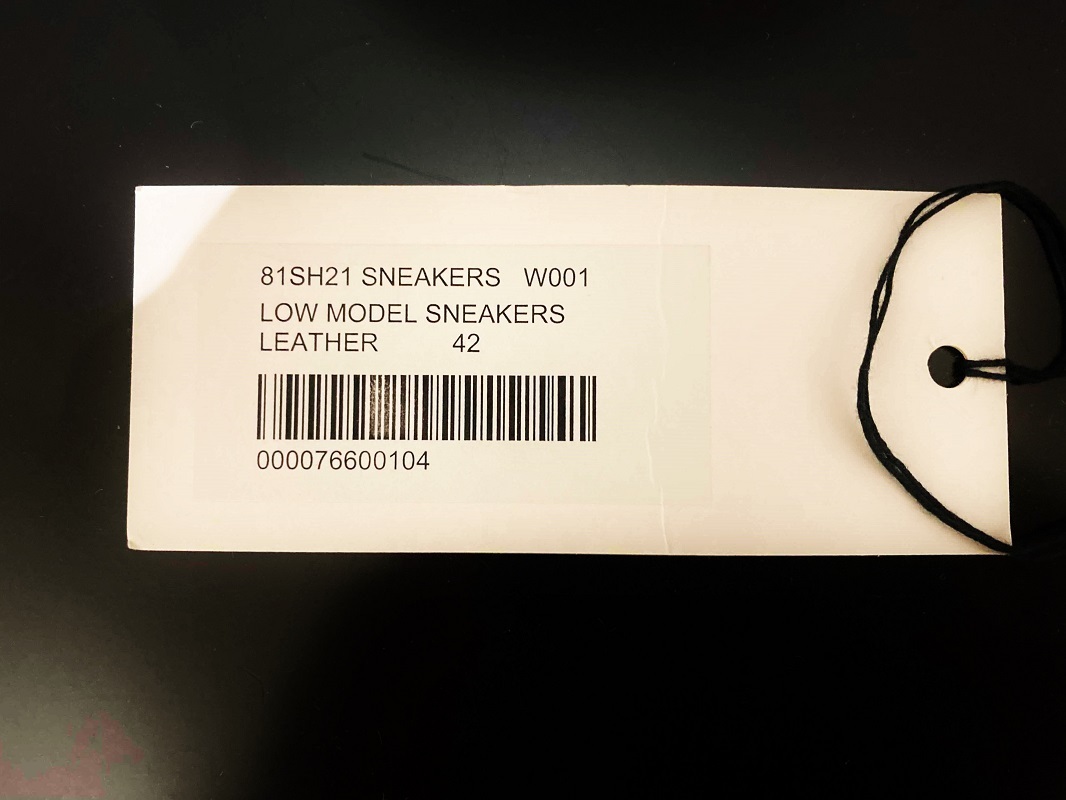 81SH21 SNEAKERS W001
LOW MODEL SNEAKERS
LEATHER 42
000076600104